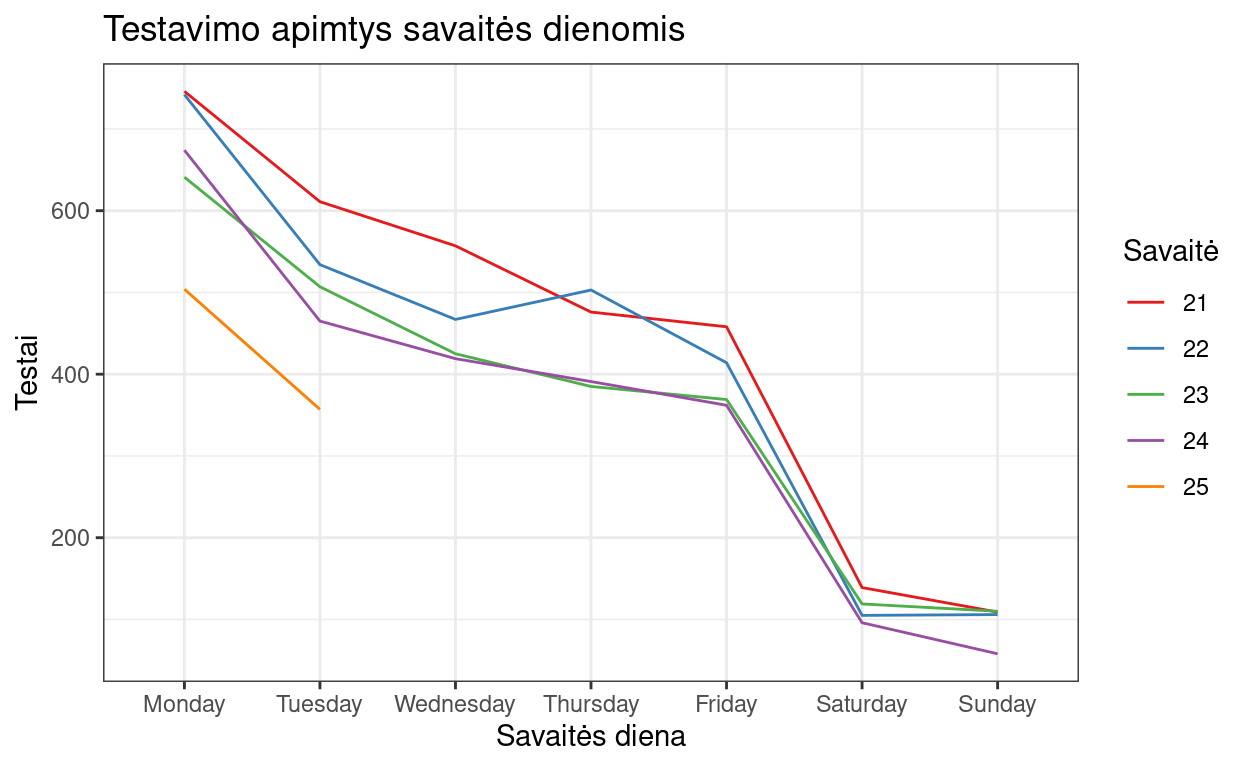 Testavimo apimtys savaitės dienomis
Testai
600
400
200
Monday Tuesday Wednesday Thursday Friday Saturday Sunday
Savaitės diena
Savaitė
21
22
23
24
25